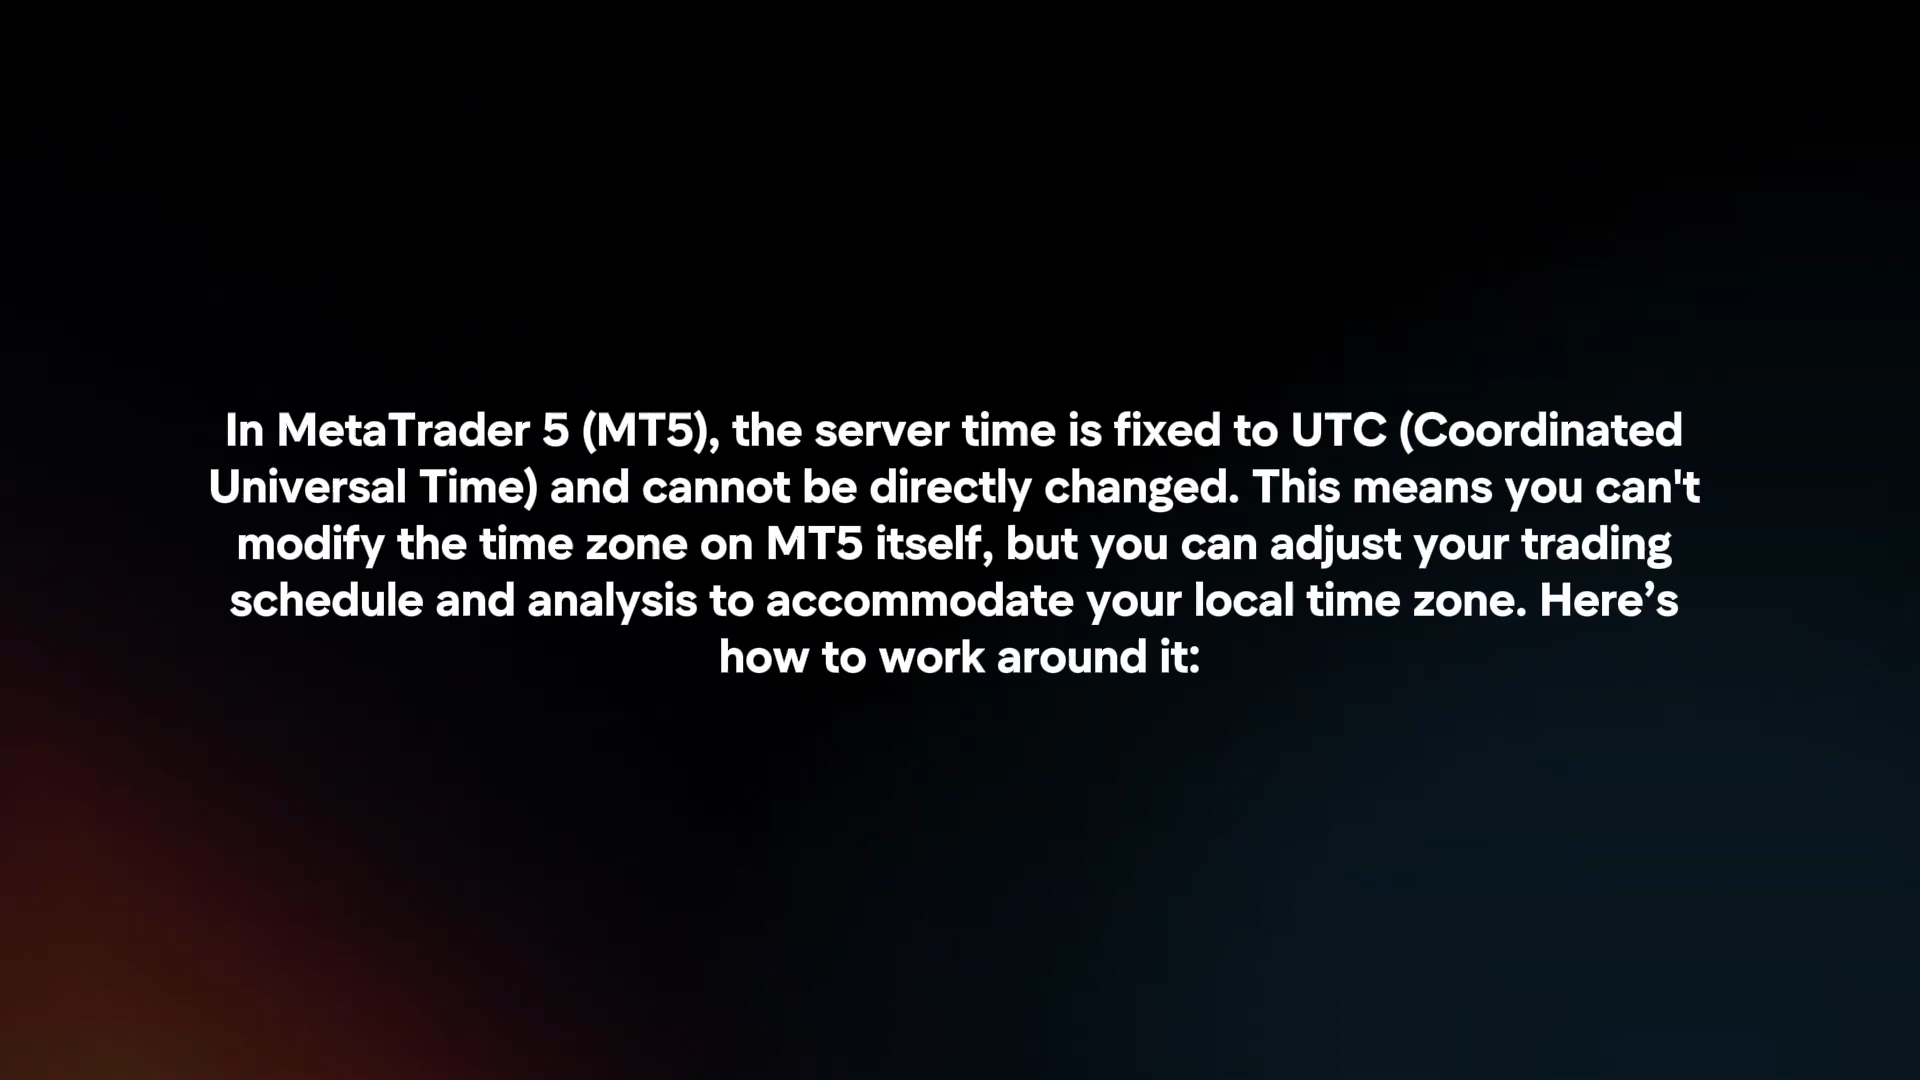 In MetaTrader 5 (MT5), the server time is fixed to UTC (Coordinated
Universal Time) and cannot be directly changed. This means you can't
modify the time zone on MT5 itself, but you can adjust your trading
schedule and analysis to accommodate your local time zone. Here’s
how to work around it: